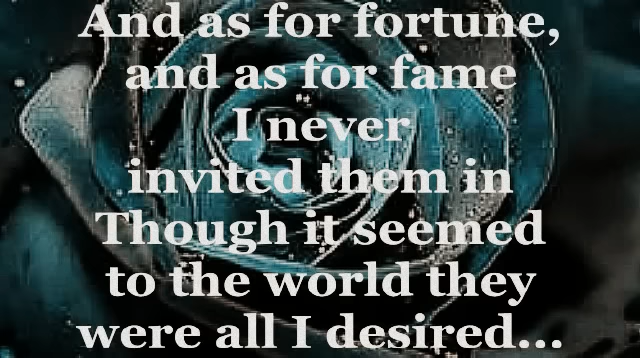 And as for fortune,
and as for fame
I never
invited them in
Though it seemed
to the world they
were all I desired...